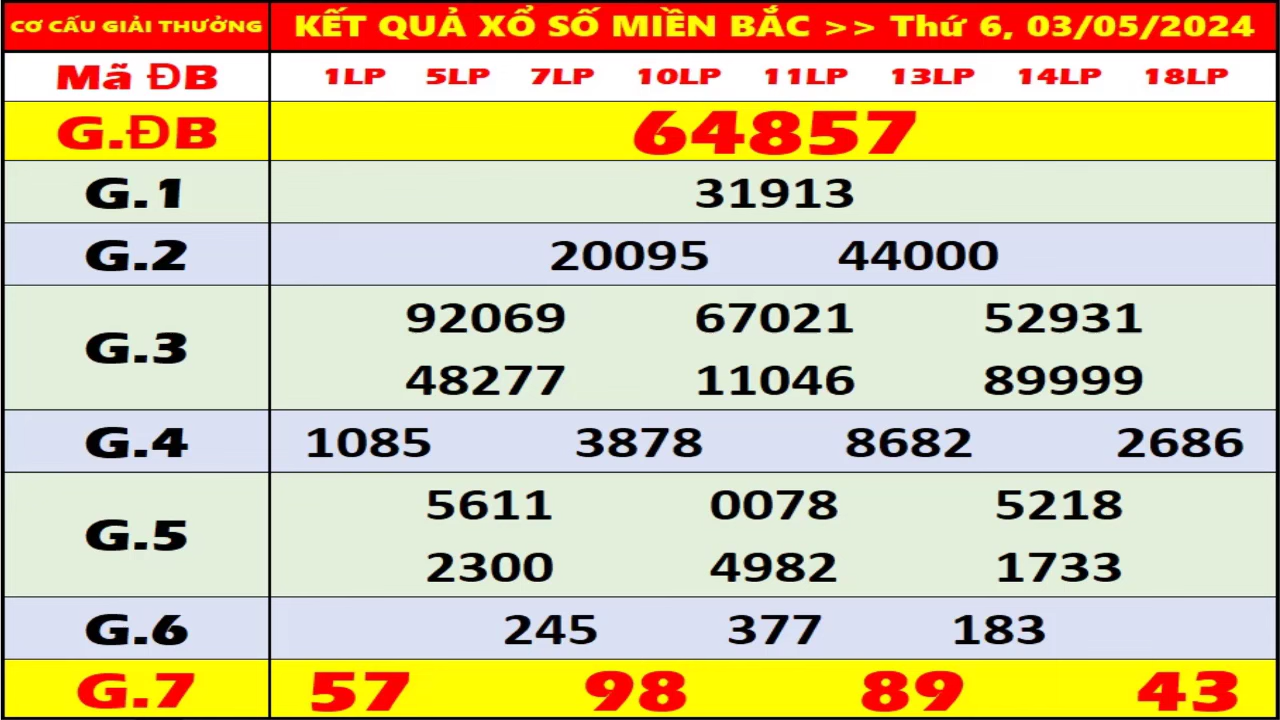 CƠ CẤU GIẢI THƯỞNG KẾT QUẢ XỔ SỐ MIỀN BẮC >> Thứ 6, 03/05/2024
Mã ĐB 1LP 5LP 7LP 10LP 11LP 13LP 14LP 18LP
G.ĐB 64857
G.1 31913
G.2 20095 44000
G.3 92069 67021 52931
48277 11046 89999
G.4 1085 3878 8682 2686
G.5 5611 0078 5218
2300 4982 1733
G.6 245 377 183
G.7 57 98 89 43